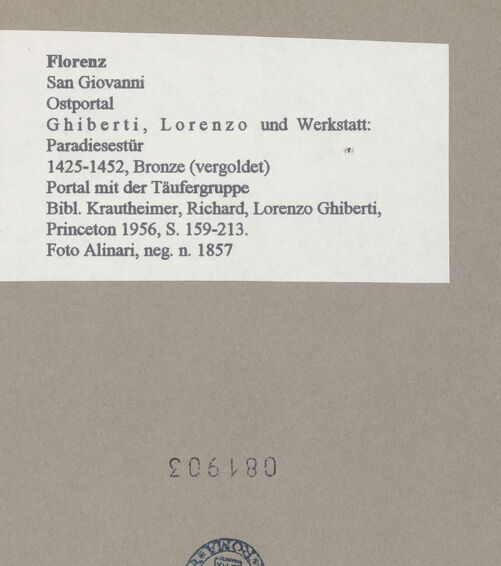 Florenz
San Giovanni
Ostportal
Ghiberti, Lorenzo und Werkstatt:
Paradiesestür
1425-1452, Bronze (vergoldet)
Portal mit der Täufergruppe
Bibl. Krautheimer, Richard, Lorenzo Ghiberti,
Princeton 1956, S. 159-213.
Foto Alinari, neg. n. 1857
081903
ROMA